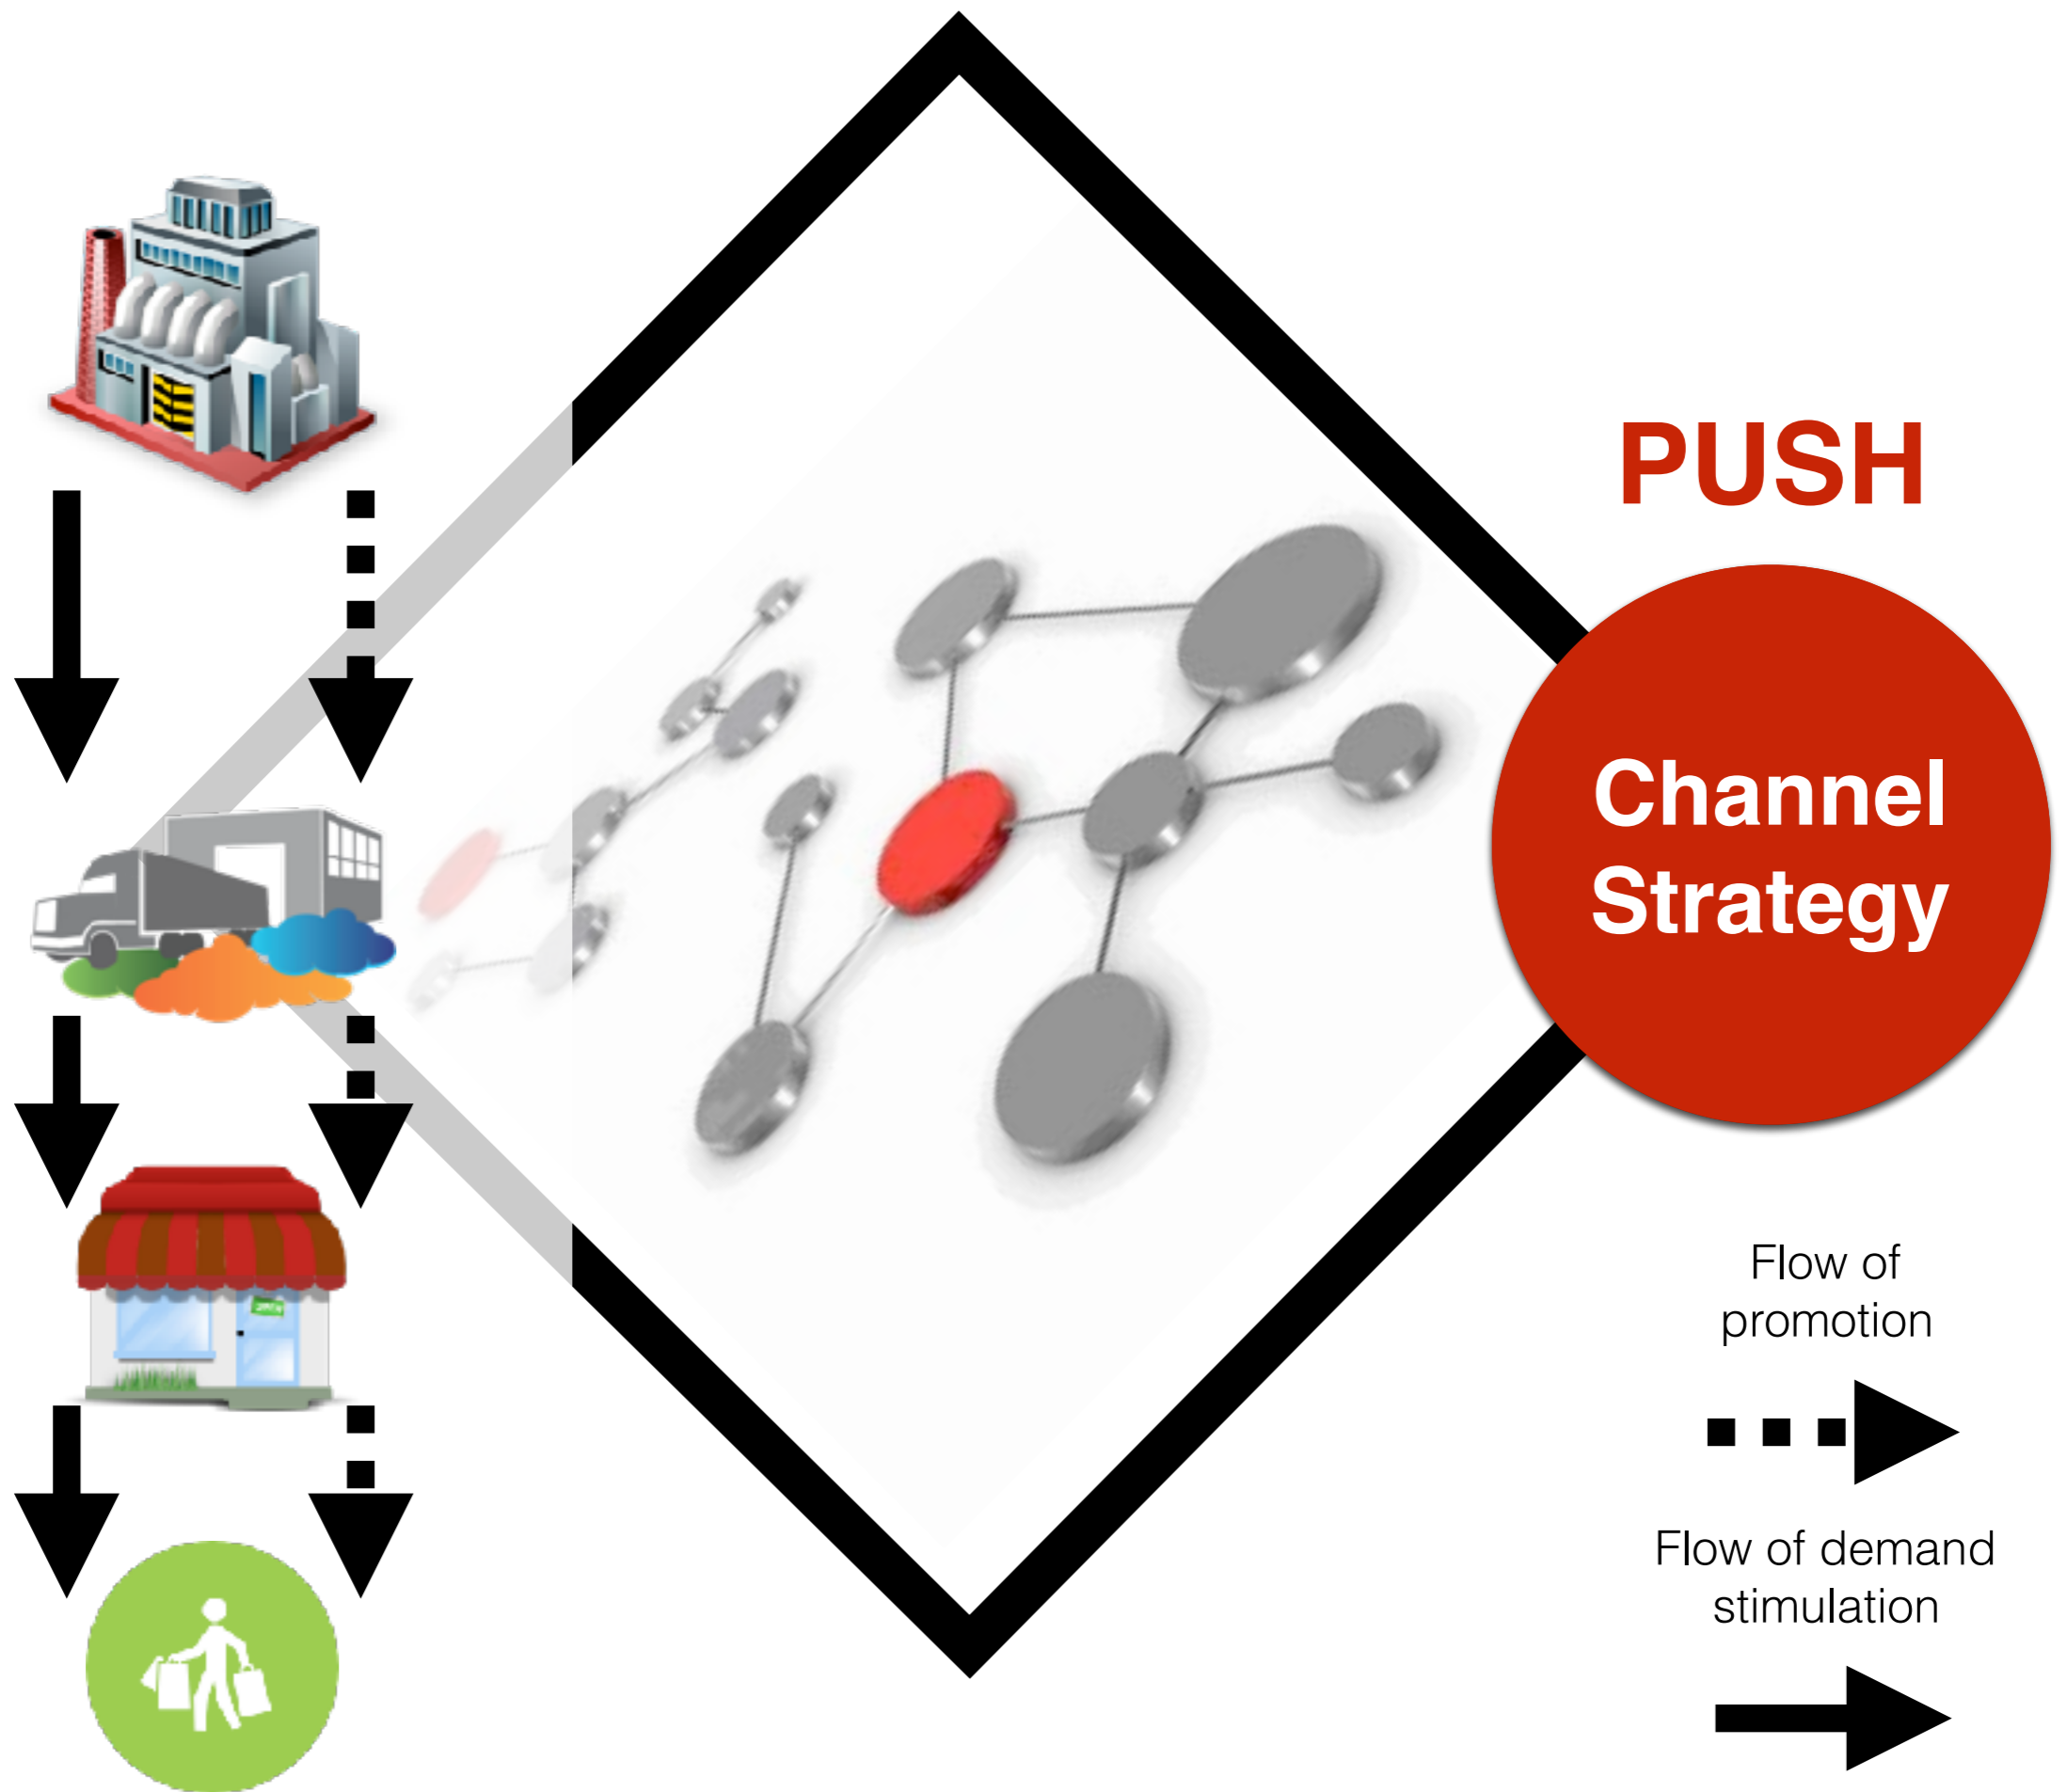 PUSH
Channel
Strategy
Flow of
promotion
Flow of demand
stimulation